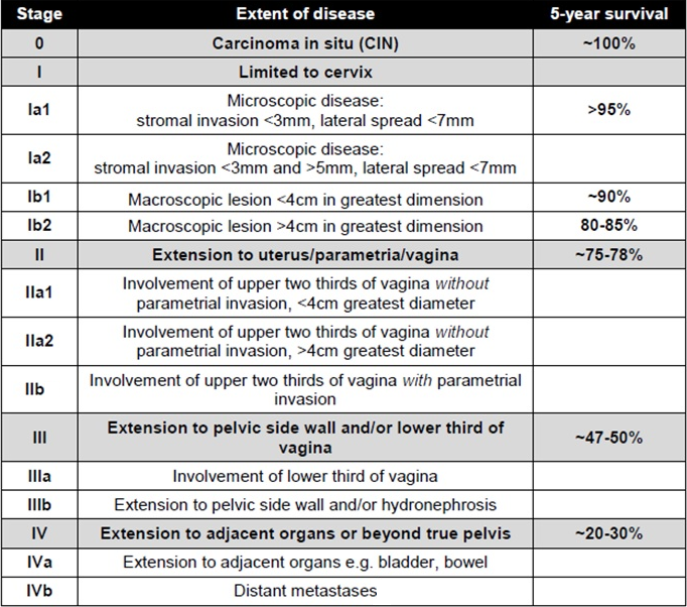 Stage Extent of disease 5-year survival
0 Carcinoma in situ (CIN) ~100%
I Limited to cervix
Ia1 Microscopic disease: >95%
stromal invasion <3mm, lateral spread <7mm
Ia2 Microscopic disease:
stromal invasion <3mm and >5mm, lateral spread <7mm
Ib1 Macroscopic lesion <4cm in greatest dimension ~90%
Ib2 Macroscopic lesion >4cm in greatest dimension 80-85%
II Extension to uterus/parametria/vagina ~75-78%
IIa1 Involvement of upper two thirds of vagina without
parametrial invasion, <4cm greatest diameter
IIa2 Involvement of upper two thirds of vagina without
parametrial invasion, >4cm greatest diameter
IIb Involvement of upper two thirds of vagina with parametrial
invasion
III Extension to pelvic side wall and/or lower third of ~47-50%
vagina
IIIa Involvement of lower third of vagina
IIIb Extension to pelvic side wall and/or hydronephrosis
IV Extension to adjacent organs or beyond true pelvis ~20-30%
IVa Extension to adjacent organs e.g. bladder, bowel
IVb Distant metastases